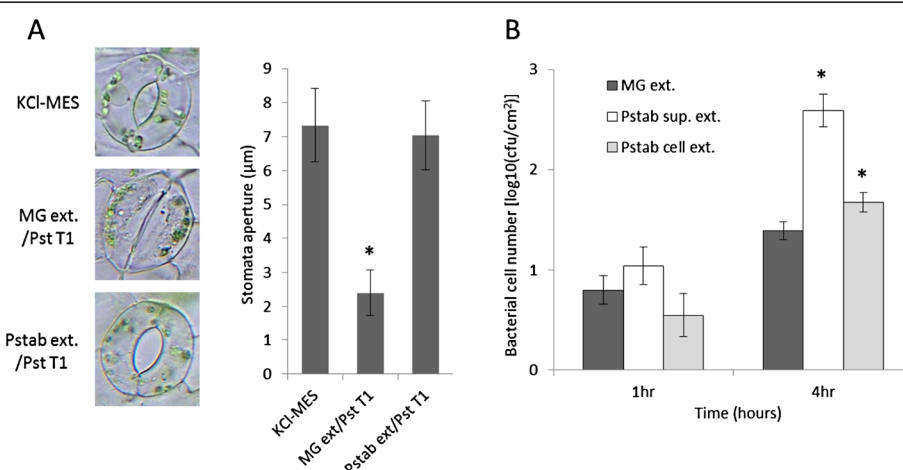 A
KCl-MES
MG ext.
/Pst T1
Pstab ext.
/Pst T1
Stomata aperture (µm)
9
8
7
6
5
4
3
2
1
0
*
KCl-MES
MG ext/Pst T1
Pstab ext/Pst T1
B
Bacterial cell number [log10(cfu/cm²)]
3
2
1
0
MG ext.
Pstab sup. ext.
Pstab cell ext.
*
*
1hr
4hr
Time (hours)